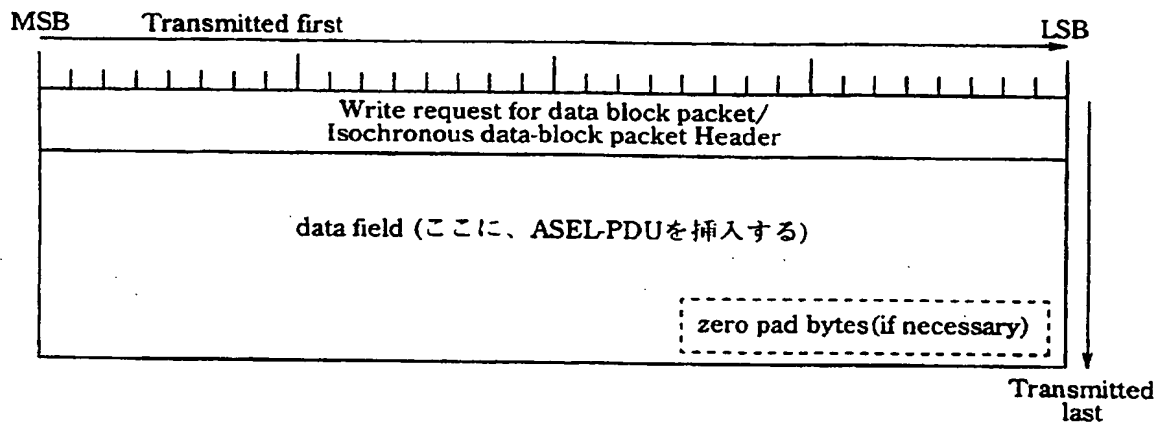 MSB Transmitted first LSB
Write request for data block packet/
Isochronous data-block packet Header
data field (ここに、ASEL-PDUを挿入する)
zero pad bytes(if necessary)
Transmitted
last